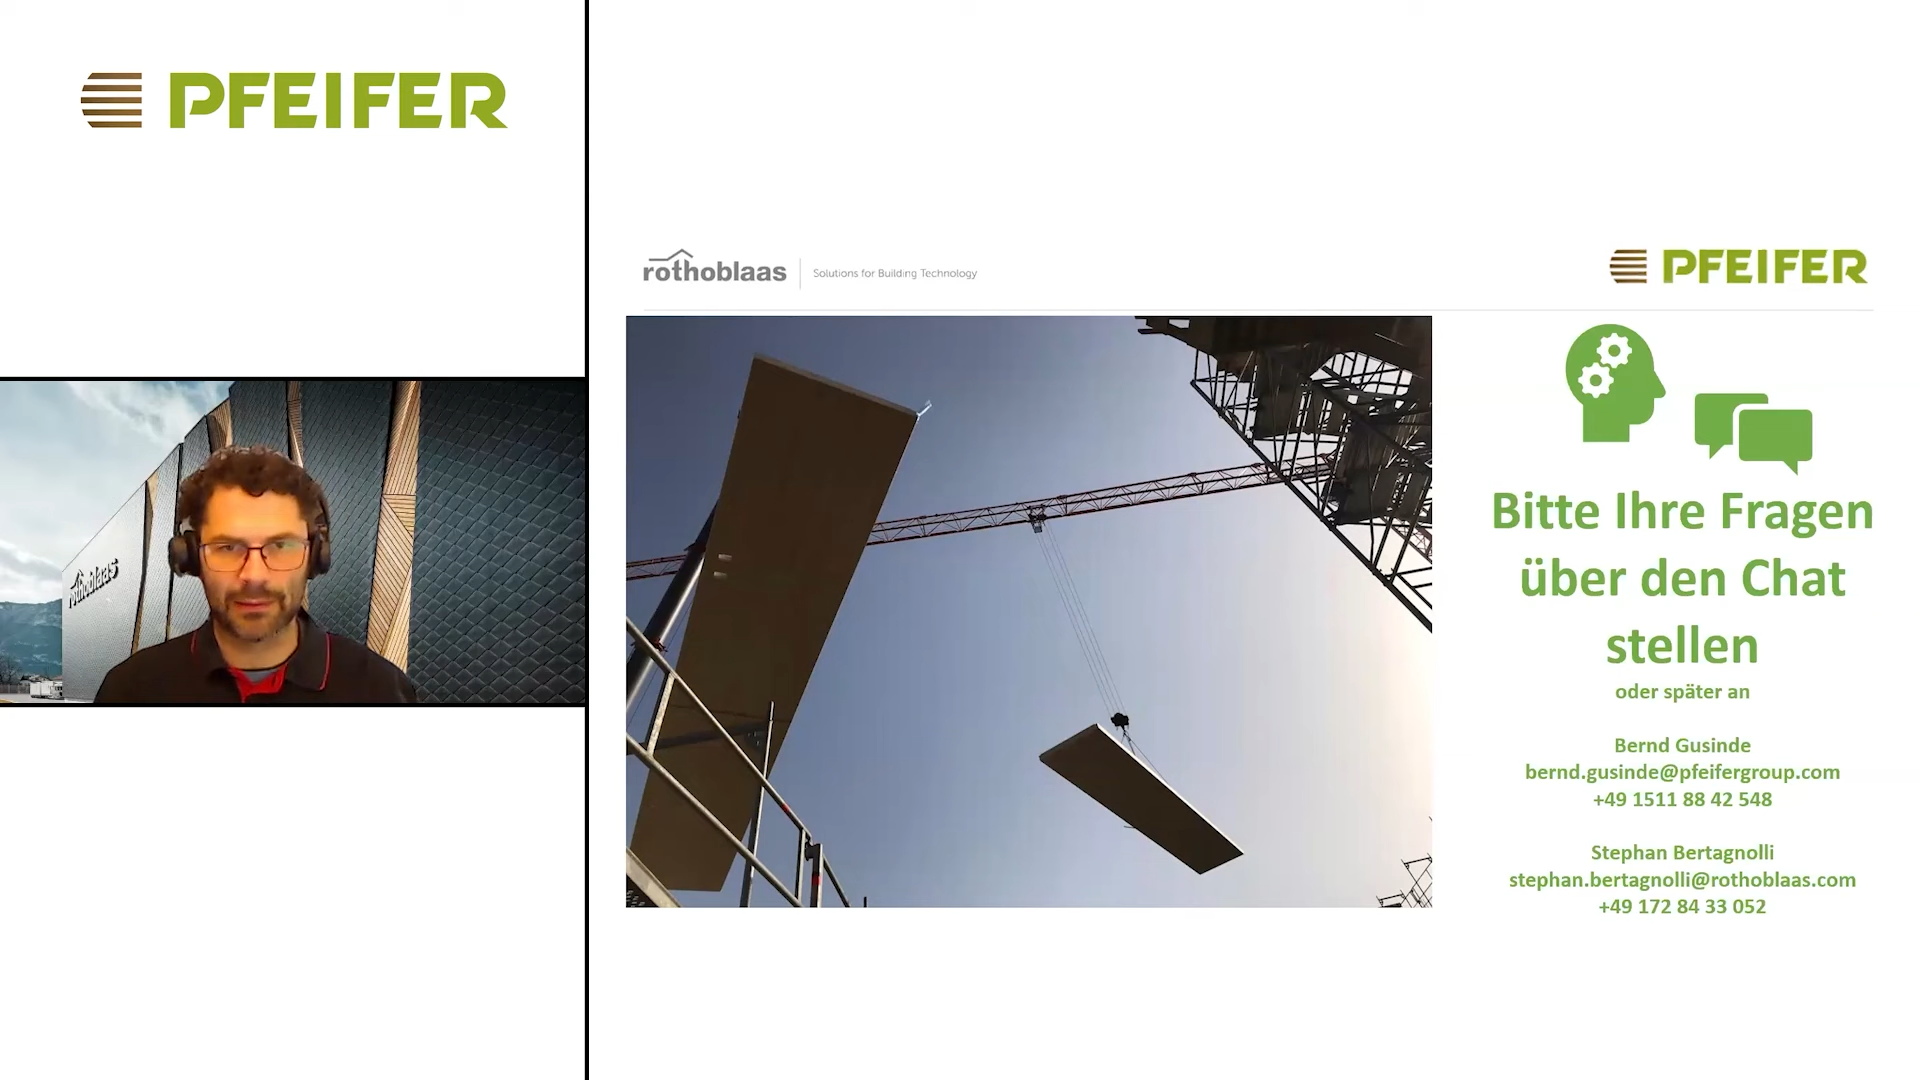 PFEIFER
rothoblaas
rothoblaas
Solutions for Building Technology
PFEIFER
Bitte Ihre Fragen
über den Chat
stellen
oder später an
Bernd Gusinde
bernd.gusinde@pfeifergroup.com
+49 1511 88 42 548
Stephan Bertagnolli
stephan.bertagnolli@rothoblaas.com
+49 172 84 33 052